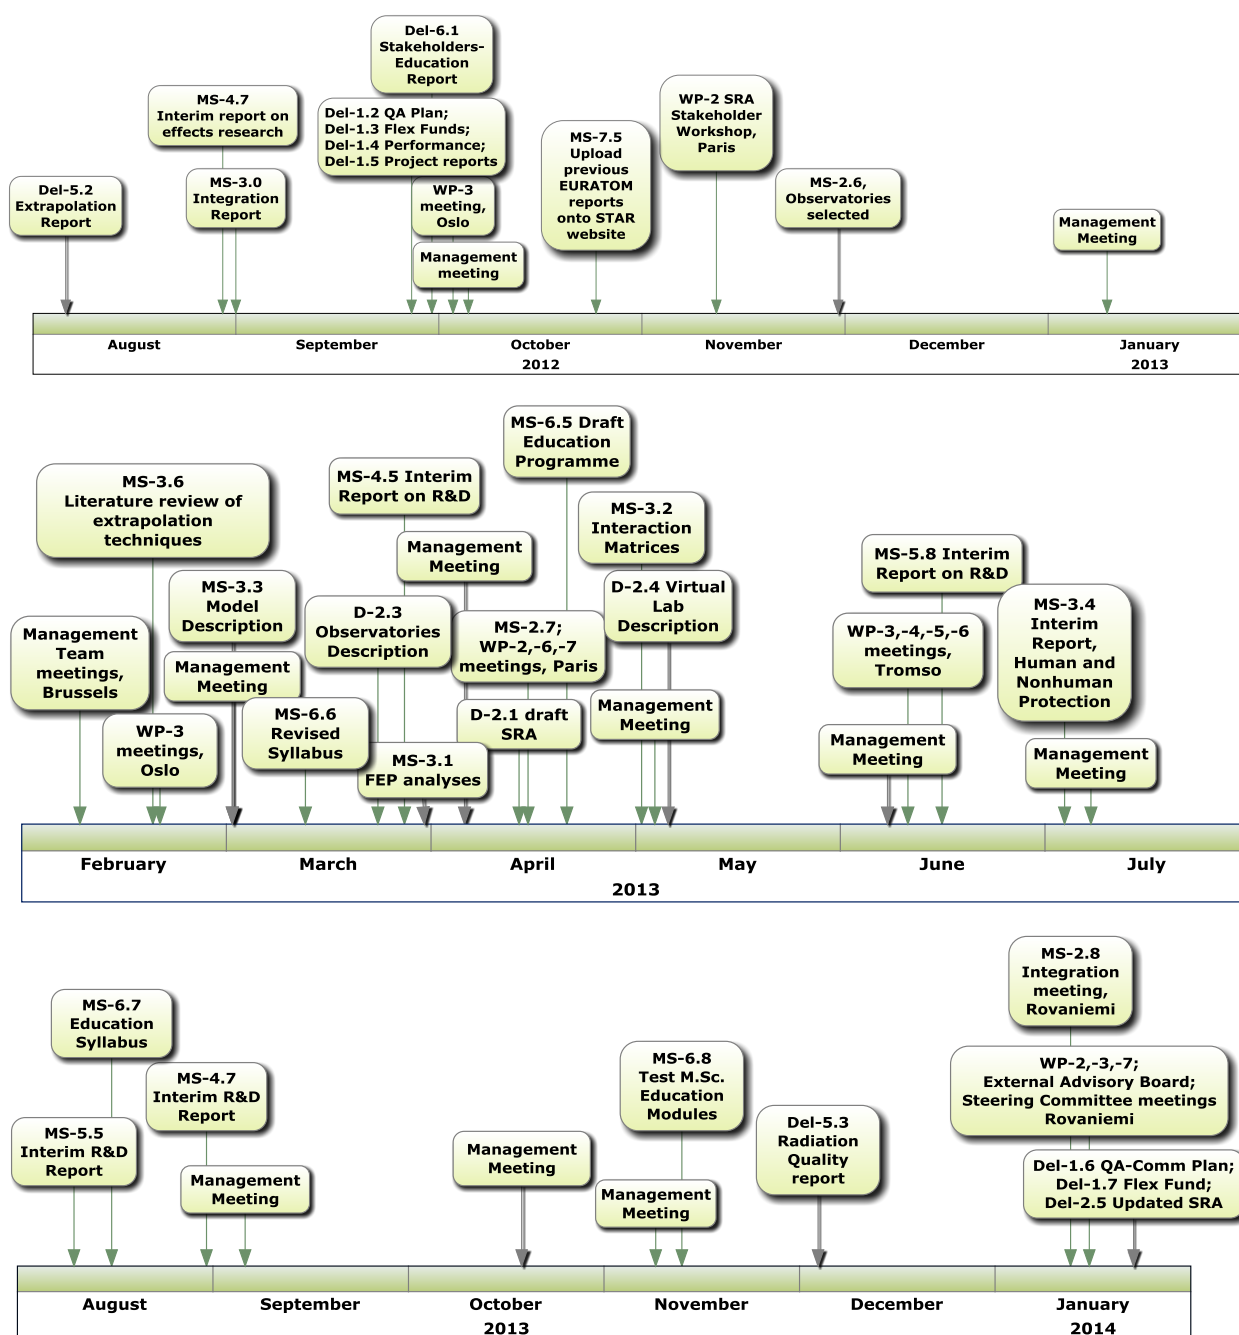 Del-6.1
Stakeholders-
Education
Report
MS-4.7
Interim report on
effects research
Del-1.2 QA Plan;
Del-1.3 Flex Funds;
Del-1.4 Performance;
Del-1.5 Project reports
WP-2 SRA
Stakeholder
Workshop,
Paris
MS-7.5
Upload
previous
EURATOM
reports
onto STAR
website
Del-5.2
Extrapolation
Report
MS-3.0
Integration
Report
WP-3
meeting,
Oslo
MS-2.6,
Observatories
selected
Management
Meeting
Management
meeting
August
September
October
November
December
January
2012
2013
MS-6.5 Draft
Education
Programme
MS-3.6
Literature review of
extrapolation
techniques
MS-4.5 Interim
Report on R&D
MS-3.2
Interaction
Matrices
Management
Meeting
MS-5.8 Interim
Report on R&D
MS-3.3
Model
Description
D-2.4 Virtual
Lab
Description
MS-3.4
Interim
Report,
Human and
Nonhuman
Protection
D-2.3
Observatories
Description
MS-2.7;
WP-2,-6,-7
meetings, Paris
WP-3,-4,-5,-6
meetings,
Tromso
Management
Team
meetings,
Brussels
Management
Meeting
MS-6.6
Revised
Syllabus
D-2.1 draft
SRA
Management
Meeting
WP-3
meetings,
Oslo
MS-3.1
FEP analyses
Management
Meeting
Management
Meeting
February
March
April
May
June
July
2013
MS-2.8
Integration
meeting,
Rovaniemi
MS-6.7
Education
Syllabus
MS-6.8
Test M.Sc.
Education
Modules
WP-2,-3,-7;
External Advisory Board;
Steering Committee meetings
Rovaniemi
MS-4.7
Interim R&D
Report
MS-5.5
Interim R&D
Report
Del-5.3
Radiation
Quality
report
Management
Meeting
Del-1.6 QA-Comm Plan;
Del-1.7 Flex Fund;
Del-2.5 Updated SRA
Management
Meeting
Management
Meeting
August
September
October
November
December
January
2013
2014